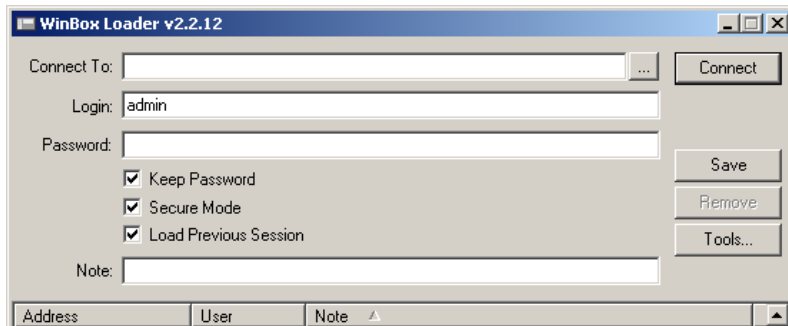 WinBox Loader v2.2.12
Connect To: ... Connect
Login: admin
Password:
Keep Password Save
Secure Mode Remove
Load Previous Session Tools...
Note:
Address User Note